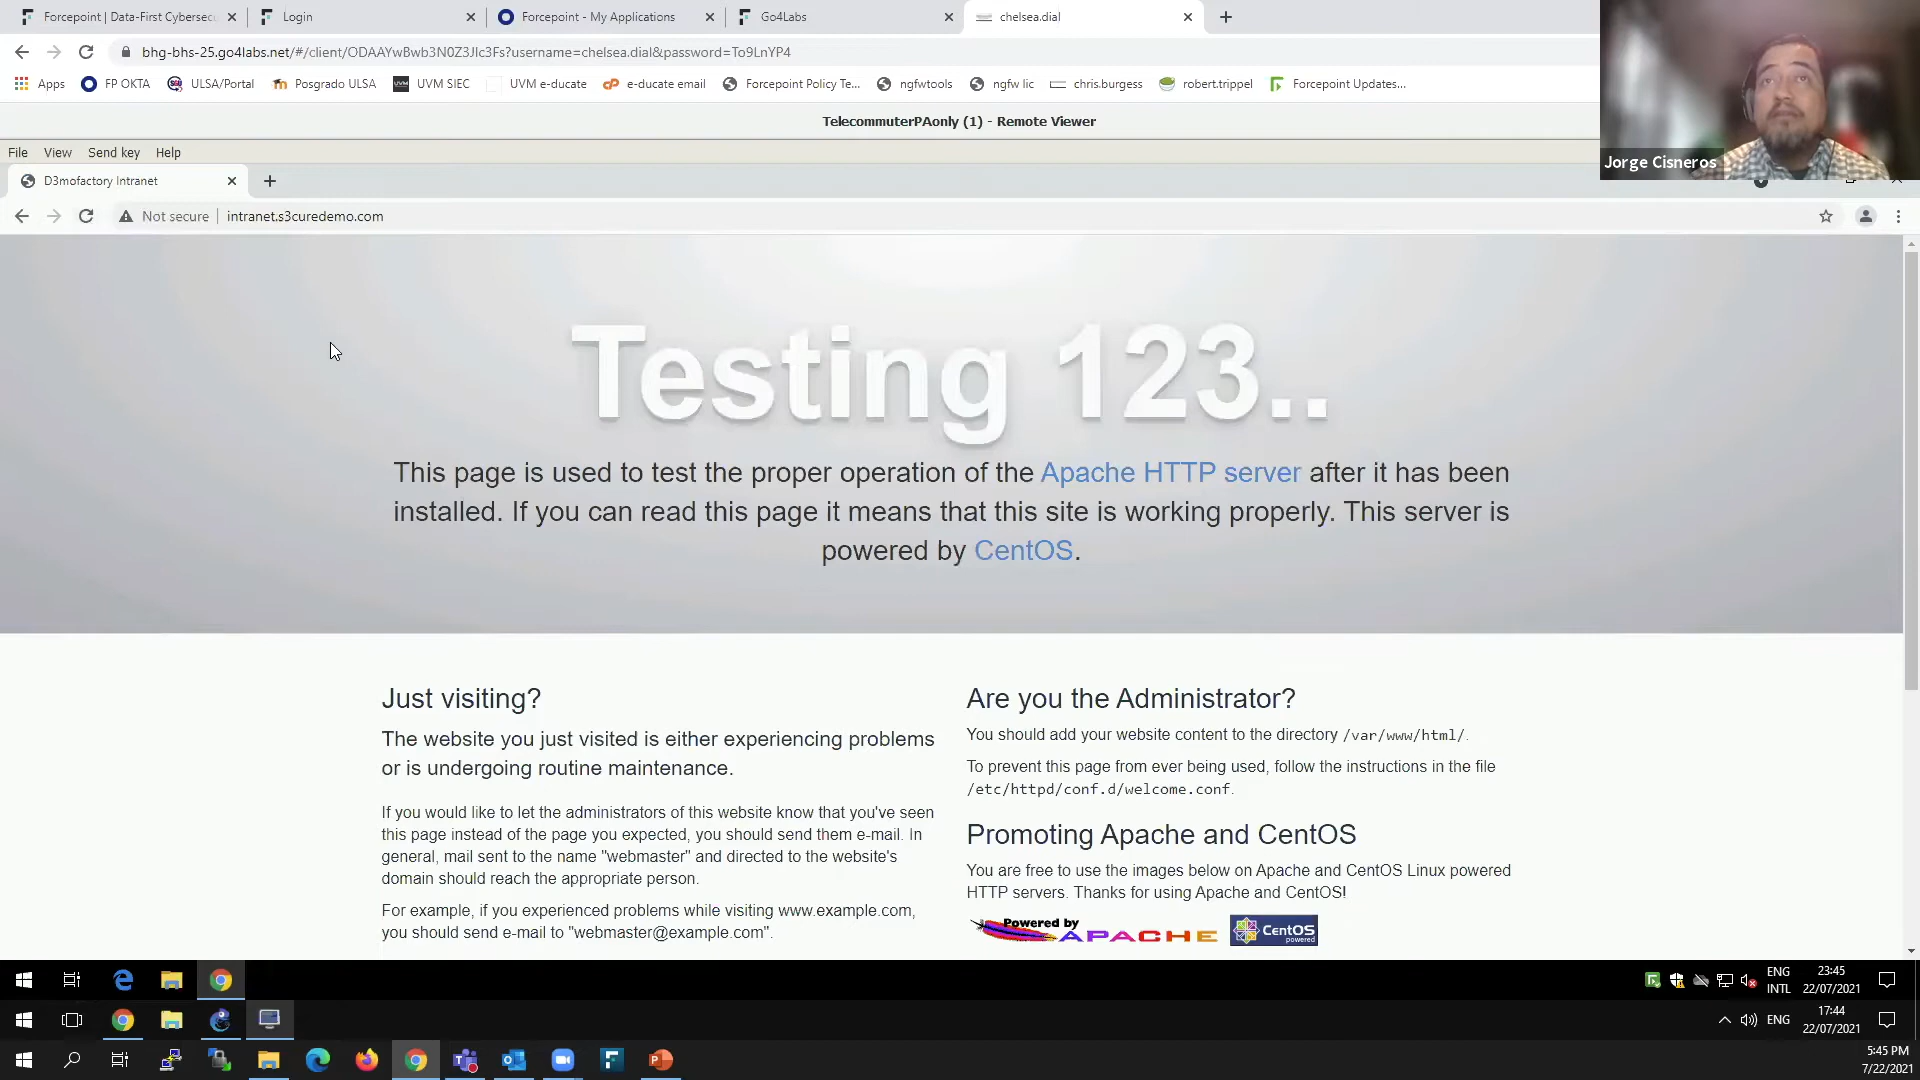 Forcepoint | Data-First Cybersecu
Login
Forcepoint - My Applications
Go4Labs
chelsea.dial
bhg-bhs-25.go4labs.net/#/client/ODAAYwBwb3N0Z3Jlc3Fs?username=chelsea.dial&password=To9LnYP4
Apps
FP OKTA
ULSA/Portal
Posgrado ULSA
UVM SIEC
UVM e-ducate
e-ducate email
Forcepoint Policy Te...
ngfwtools
ngfw lic
chris.burgess
robert.trippel
Forcepoint Updates...
TelecommuterPAonly (1) - Remote Viewer
File View Send key Help
Jorge Cisneros
D3mofactory Intranet
Not secure intranet.s3curedemo.com
Testing 123..
This page is used to test the proper operation of the Apache HTTP server after it has been
installed. If you can read this page it means that this site is working properly. This server is
powered by CentOS.
Just visiting?
The website you just visited is either experiencing problems
or is undergoing routine maintenance.
If you would like to let the administrators of this website know that you've seen
this page instead of the page you expected, you should send them e-mail. In
general, mail sent to the name "webmaster" and directed to the website's
domain should reach the appropriate person.
For example, if you experienced problems while visiting www.example.com,
you should send e-mail to "webmaster@example.com".
Are you the Administrator?
You should add your website content to the directory /var/www/html/.
To prevent this page from ever being used, follow the instructions in the file
/etc/httpd/conf.d/welcome.conf.
Promoting Apache and CentOS
You are free to use the images below on Apache and CentOS Linux powered
HTTP servers. Thanks for using Apache and CentOS!
Powered by
APACHE
CentOS
powered
ENG
INTL
23:45
22/07/2021
ENG
17:44
22/07/2021
5:45 PM
7/22/2021